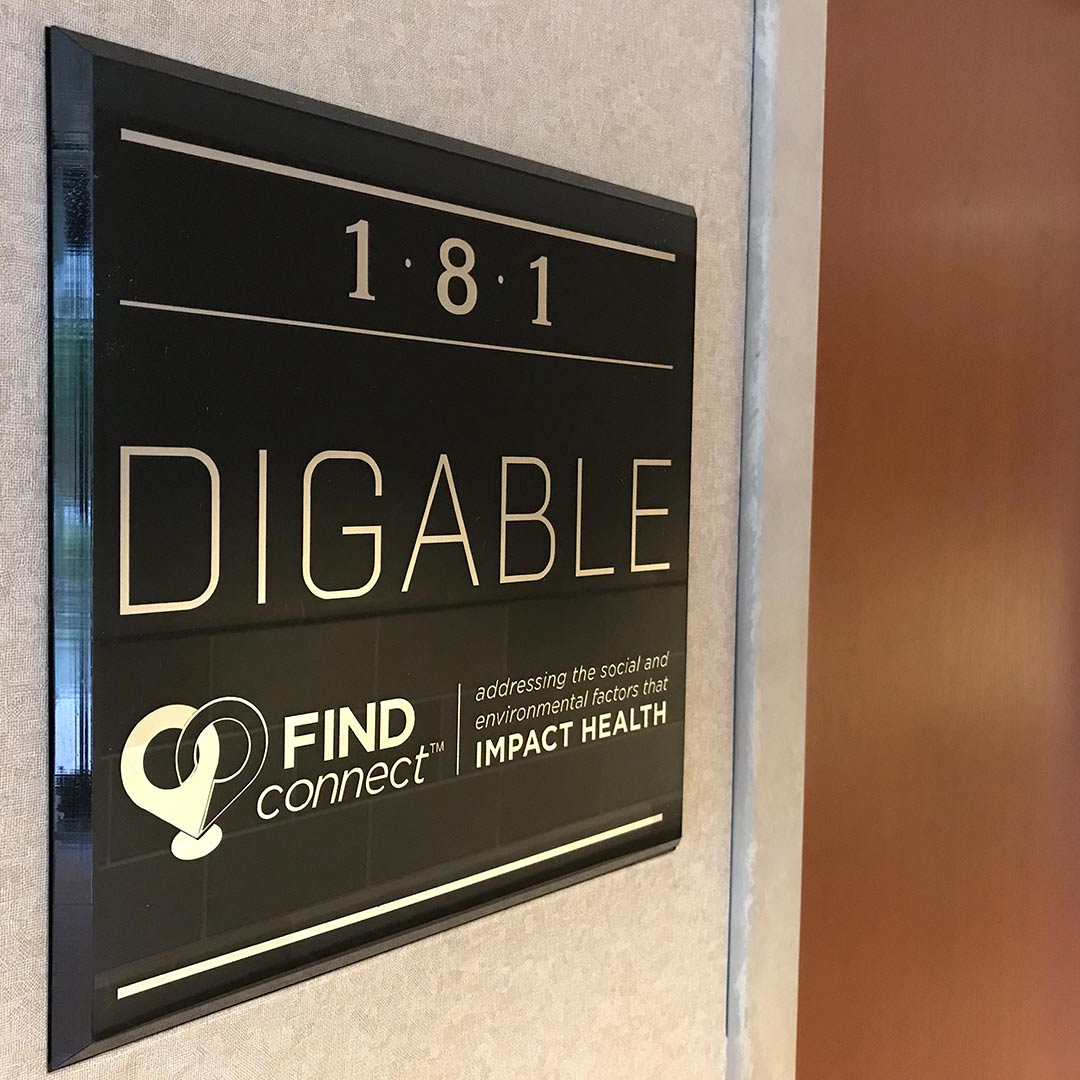 1·8·1
DIGABLE
FIND
connect™
addressing the social and
environmental factors that
IMPACT HEALTH